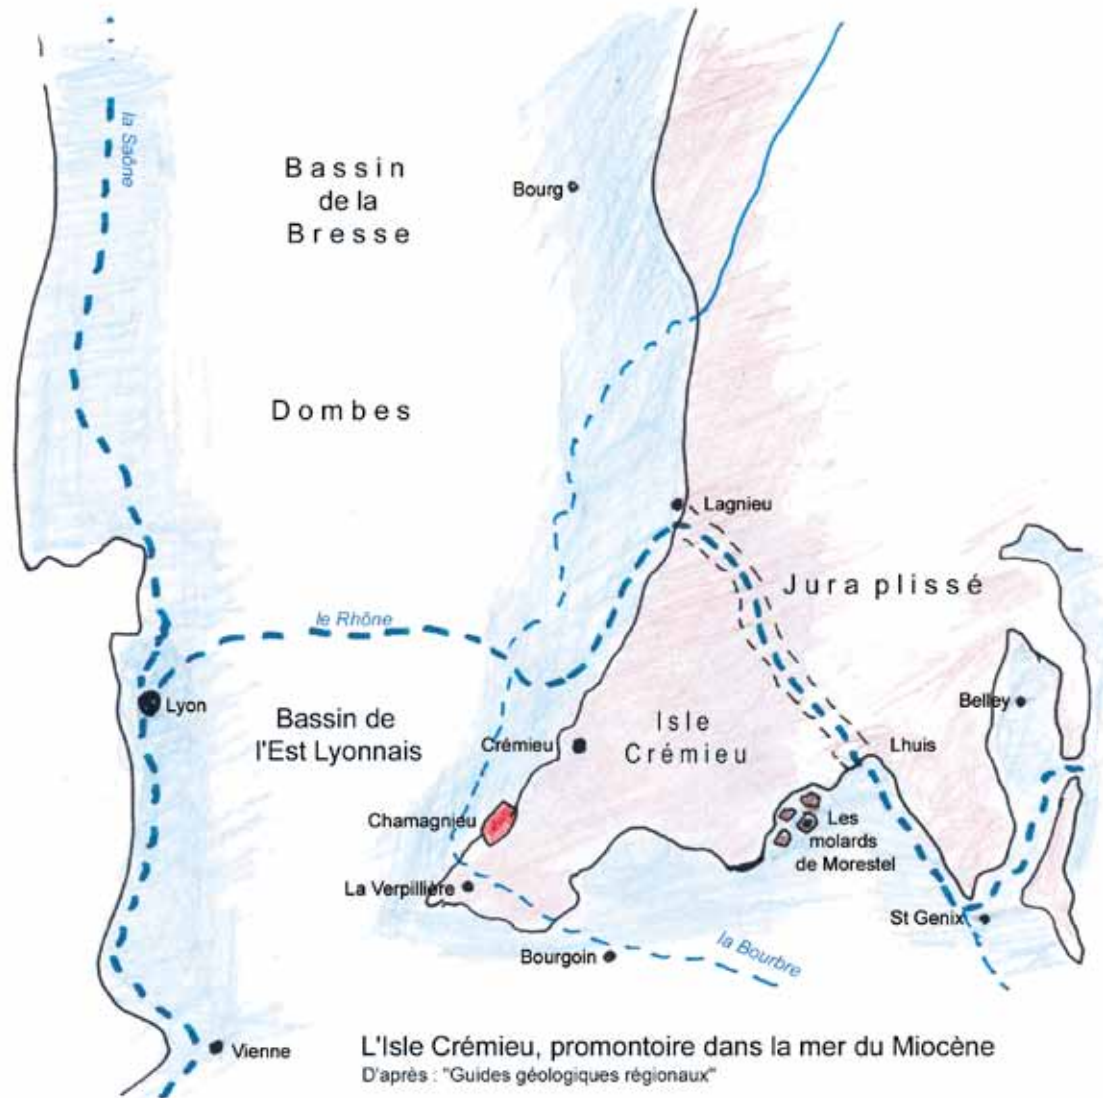 la Saône
Bassin
de la
Bresse
Bourg
Dombes
Lagnieu
Jura plissé
le Rhône
Lyon
Bassin de
l'Est Lyonnais
Isle
Crémieu
Crémieu
Belley
Lhuis
Chamagnieu
Les
molards
de Morestel
La Verpillière
St Genix
Bourgoin
la Bourbre
Vienne
L'Isle Crémieu, promontoire dans la mer du Miocène
D'après : "Guides géologiques régionaux"